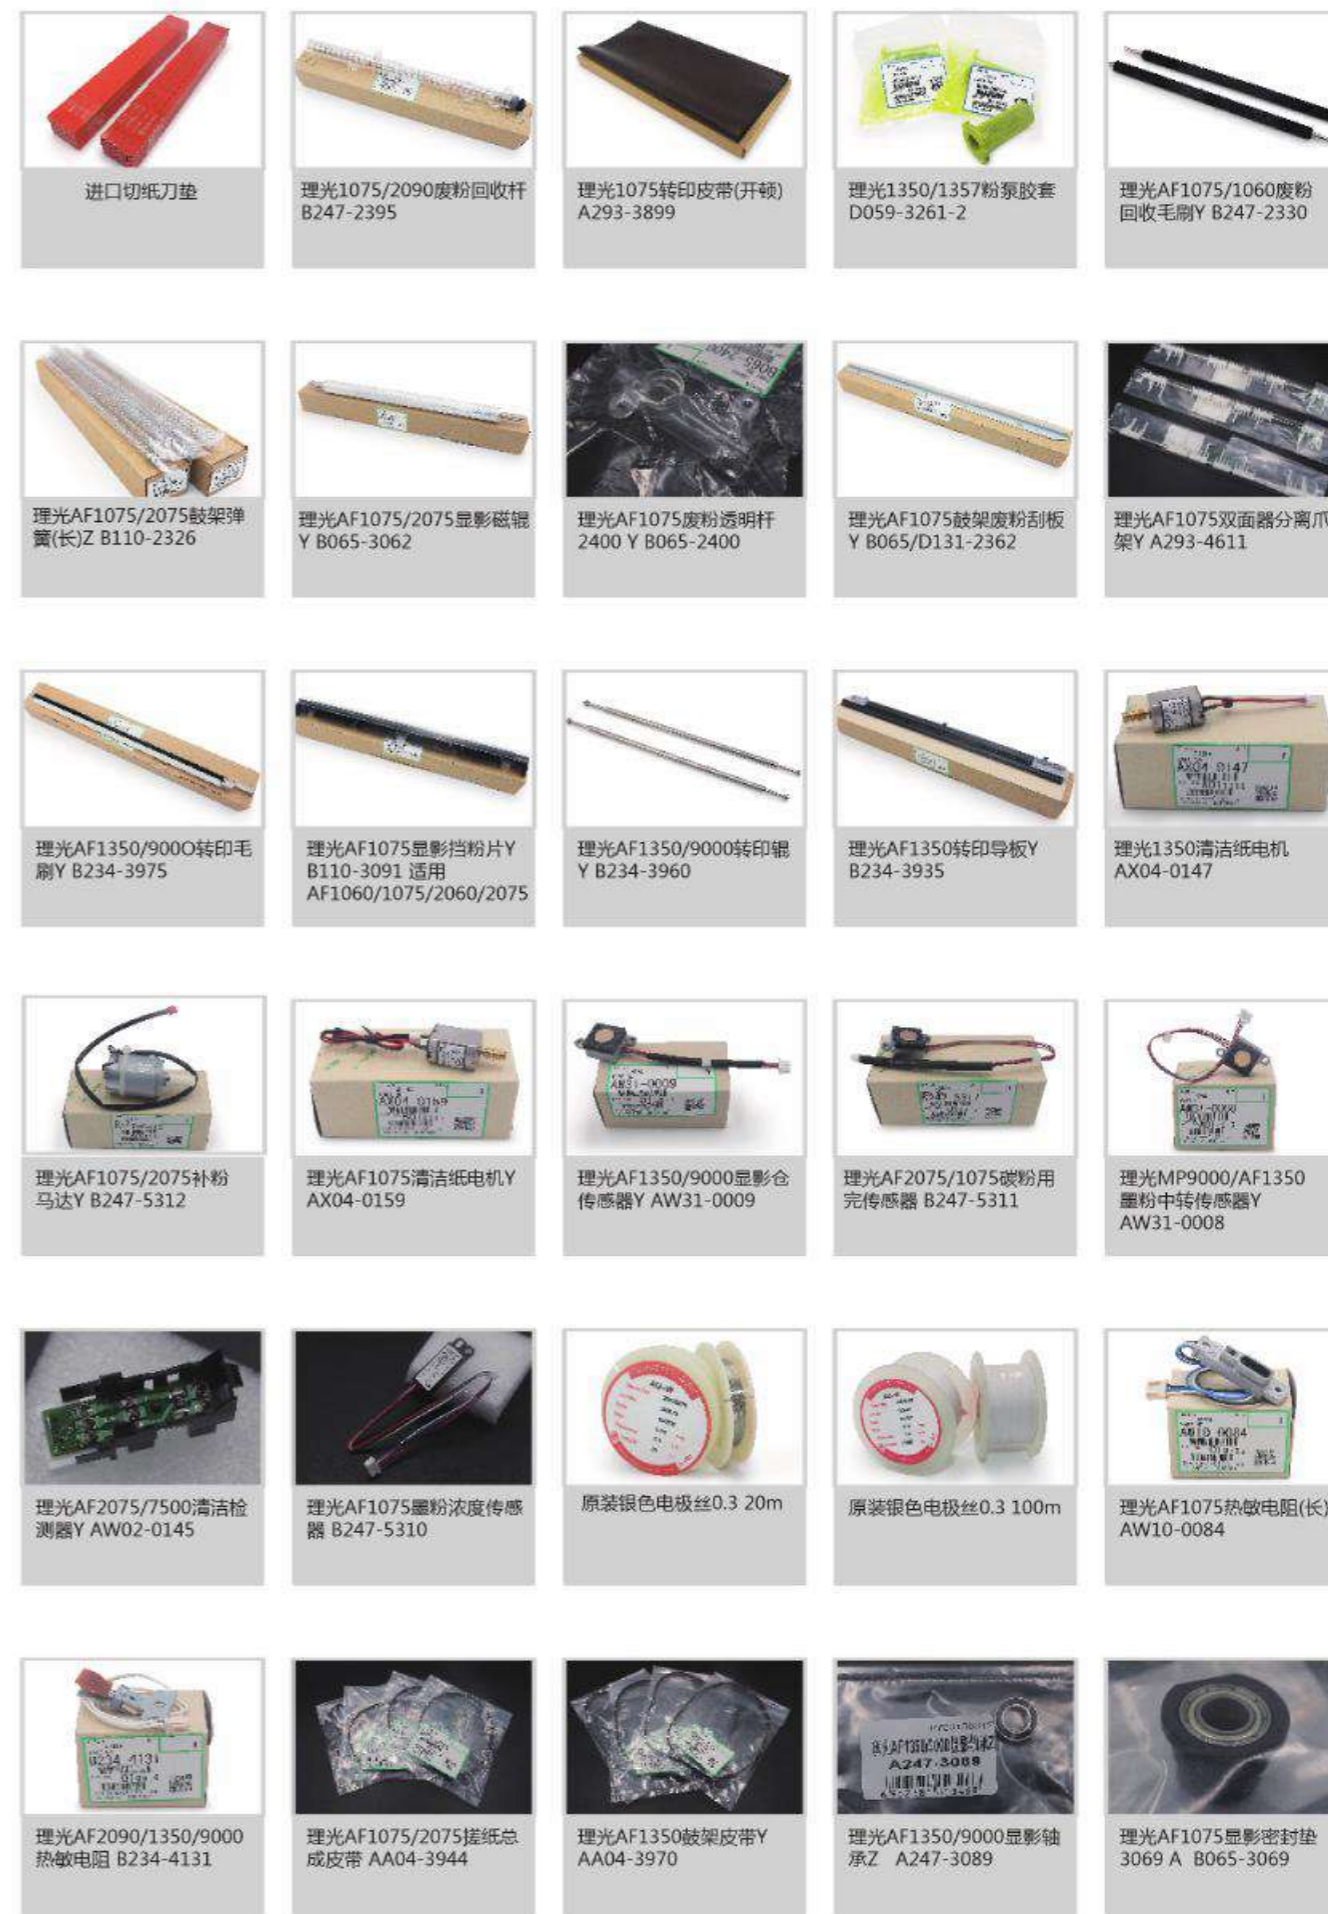 进口切纸刀垫
理光1075/2090废粉回收杆
B247-2395
理光1075转印皮带(开顿)
A293-3899
理光1350/1357粉泵胶套
D059-3261-2
理光AF1075/1060废粉
回收毛刷Y B247-2330
B065-2400
理光AF1075/2075鼓架弹
簧(长)Z B110-2326
理光AF1075/2075显影磁辊
Y B065-3062
理光AF1075废粉透明杆
2400 Y B065-2400
理光AF1075鼓架废粉刮板
Y B065/D131-2362
理光AF1075双面器分离爪
架Y A293-4611
AX04 0147
理光AF1350/900O转印毛
刷Y B234-3975
理光AF1075显影挡粉片Y
B110-3091 适用
AF1060/1075/2060/2075
理光AF1350/9000转印辊
Y B234-3960
理光AF1350转印导板Y
B234-3935
理光1350清洁纸电机
AX04-0147
AX04 0159
AW31-0009
理光AF1075/2075补粉
马达Y B247-5312
理光AF1075清洁纸电机Y
AX04-0159
理光AF1350/9000显影仓
传感器Y AW31-0009
理光AF2075/1075碳粉用
完传感器 B247-5311
理光MP9000/AF1350
墨粉中转传感器Y
AW31-0008
AW10 0084
理光AF2075/7500清洁检
测器Y AW02-0145
理光AF1075墨粉浓度传感
器 B247-5310
原装银色电极丝0.3 20m
原装银色电极丝0.3 100m
理光AF1075热敏电阻(长)
AW10-0084
B234 4131
A247-3089
理光AF2090/1350/9000
热敏电阻 B234-4131
理光AF1075/2075搓纸总
成皮带 AA04-3944
理光AF1350鼓架皮带Y
AA04-3970
理光AF1350/9000显影轴
承Z A247-3089
理光AF1075显影密封垫
3069 A B065-3069